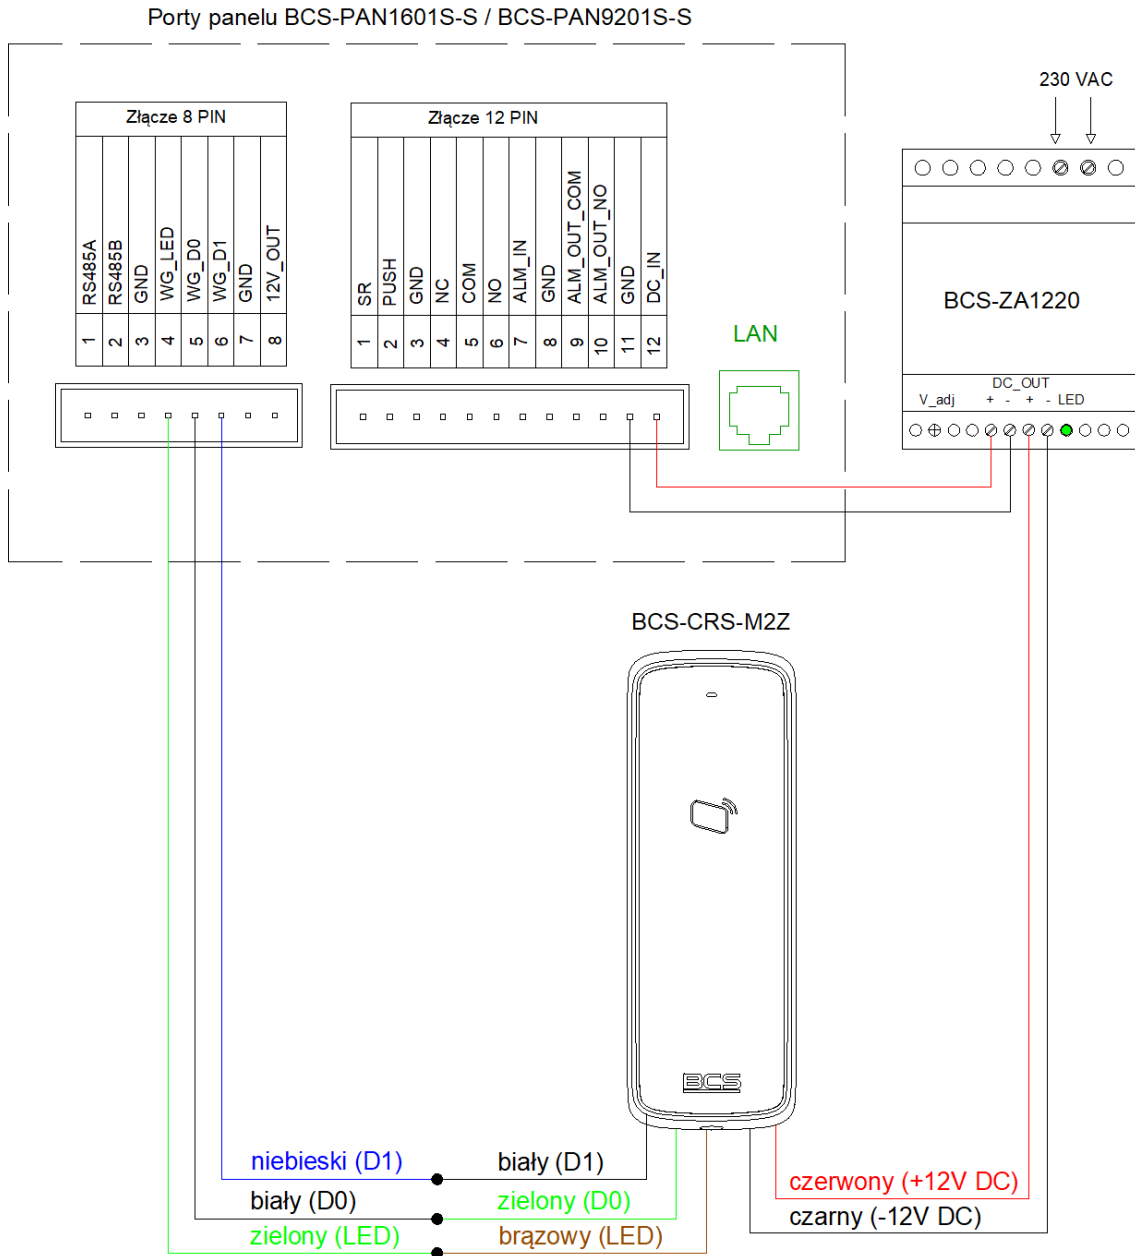 Porty panelu BCS-PAN1601S-S / BCS-PAN9201S-S
230 VAC
Złącze 8 PIN
RS485A
RS485B
GND
WG_LED
WG_D0
WG_D1
GND
12V_OUT
1
2
3
4
5
6
7
8
Złącze 12 PIN
SR
PUSH
GND
NC
COM
NO
ALM_IN
GND
ALM_OUT_COM
ALM_OUT_NO
GND
DC_IN
1
2
3
4
5
6
7
8
9
10
11
12
LAN
BCS-ZA1220
DC_OUT
V_adj + - + - LED
BCS-CRS-M2Z
BCS
niebieski (D1)
biały (D1)
biały (D0)
zielony (D0)
zielony (LED)
brązowy (LED)
czerwony (+12V DC)
czarny (-12V DC)